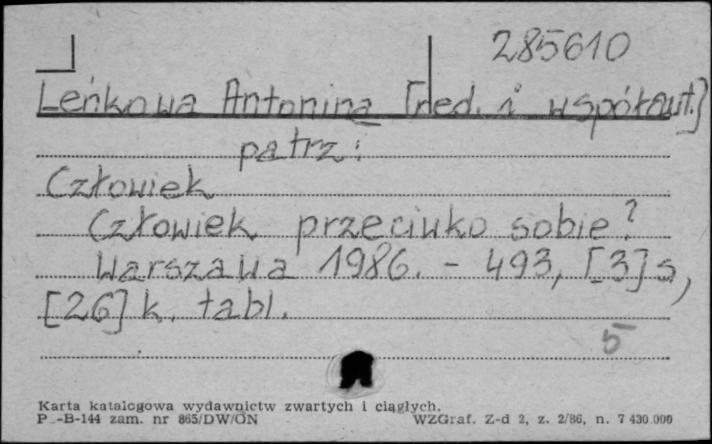 285610
Leńkowa Antonina [red. i współaut.]
patrz:
Człowiek
Człowiek przeciwko sobie?
Warszawa 1986. - 493, [3] s,
[26] k. tabl.
5
Karta katalogowa wydawnictw zwartych i ciągłych.
P -B-144 zam. nr 865/DW/ON WZGraf. Z-d 2, z. 2/86, n. 7 430.000